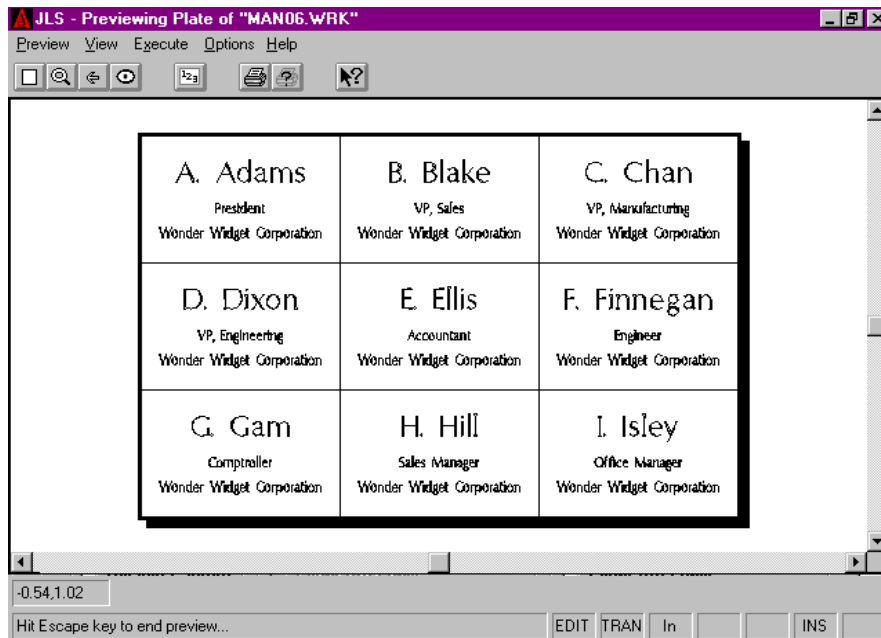 JLS - Previewing Plate of "MAN06.WRK"
Preview View Execute Options Help
123
A. Adams
President
Wonder Widget Corporation
B. Blake
VP, Sales
Wonder Widget Corporation
C. Chan
VP, Manufacturing
Wonder Widget Corporation
D. Dixon
VP, Engineering
Wonder Widget Corporation
E. Ellis
Accountant
Wonder Widget Corporation
F. Finnegan
Engineer
Wonder Widget Corporation
G. Gam
Comptroller
Wonder Widget Corporation
H. Hill
Sales Manager
Wonder Widget Corporation
I. Isley
Office Manager
Wonder Widget Corporation
-0.54,1.02
Hit Escape key to end preview... EDIT TRAN In INS